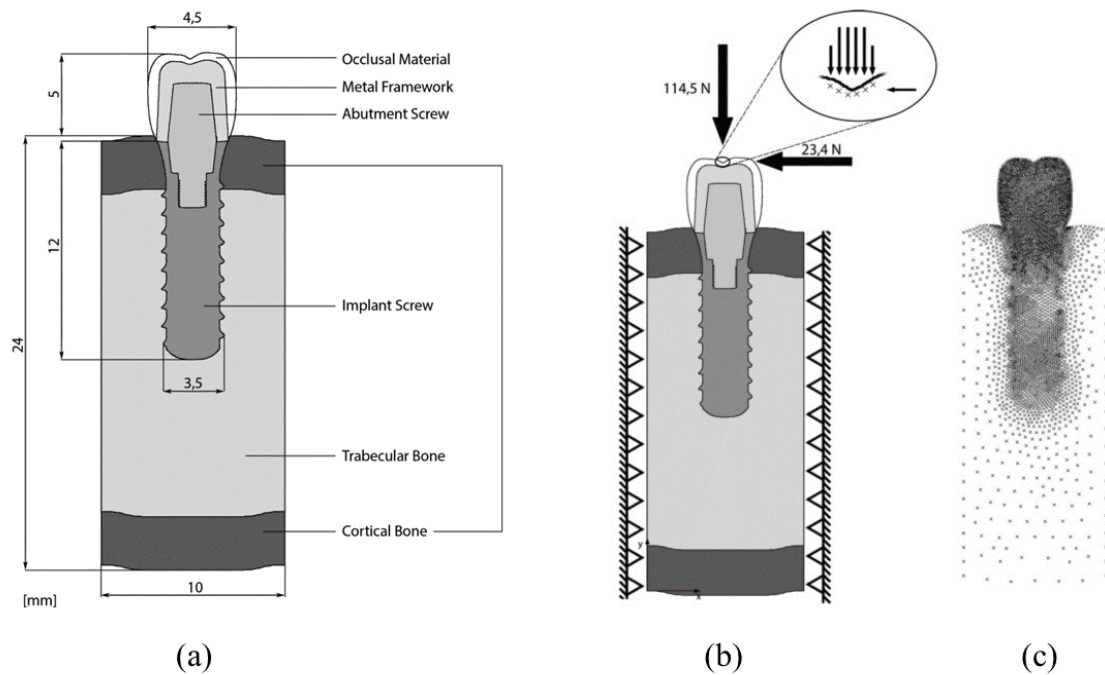 4,5
5
24
12
3,5
10
[mm]
Occlusal Material
Metal Framework
Abutment Screw
Implant Screw
Trabecular Bone
Cortical Bone
114,5 N
23,4 N
y
x
(a)
(b)
(c)